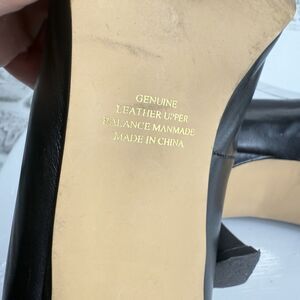 GENUINE
LEATHER UPPER
BALANCE MANMADE
MADE IN CHINA